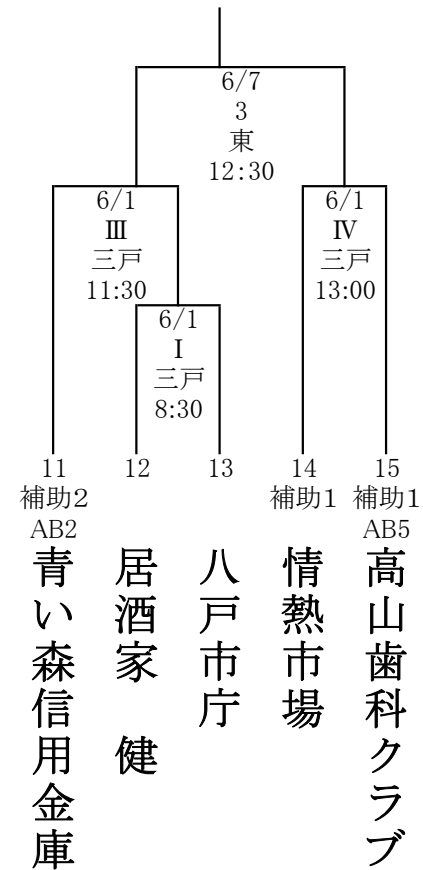 6/7
3
東
12:30
6/1
Ⅲ
三戸
11:30
6/1
Ⅳ
三戸
13:00
6/1
Ⅰ
三戸
8:30
11
補助2
AB2
青い森信用金庫
12
居酒家　健
13
八戸市庁
14
補助1
情熱市場
15
補助1
AB5
高山歯科クラブ